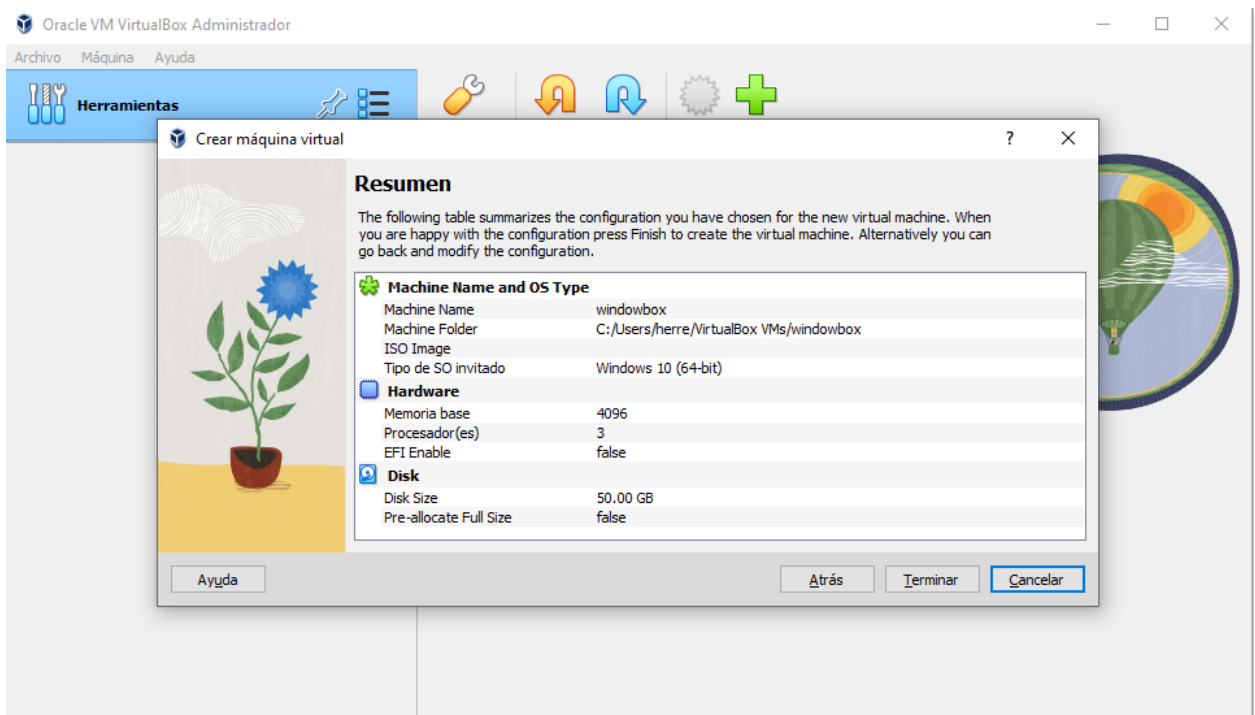 Oracle VM VirtualBox Administrador
Archivo Máquina Ayuda
Herramientas
Crear máquina virtual
?
Resumen
The following table summarizes the configuration you have chosen for the new virtual machine. When
you are happy with the configuration press Finish to create the virtual machine. Alternatively you can
go back and modify the configuration.
Machine Name and OS Type
Machine Name windowbox
Machine Folder C:/Users/herre/VirtualBox VMs/windowbox
ISO Image
Tipo de SO invitado Windows 10 (64-bit)
Hardware
Memoria base 4096
Procesador(es) 3
EFI Enable false
Disk
Disk Size 50.00 GB
Pre-allocate Full Size false
Ayuda Atrás Terminar Cancelar